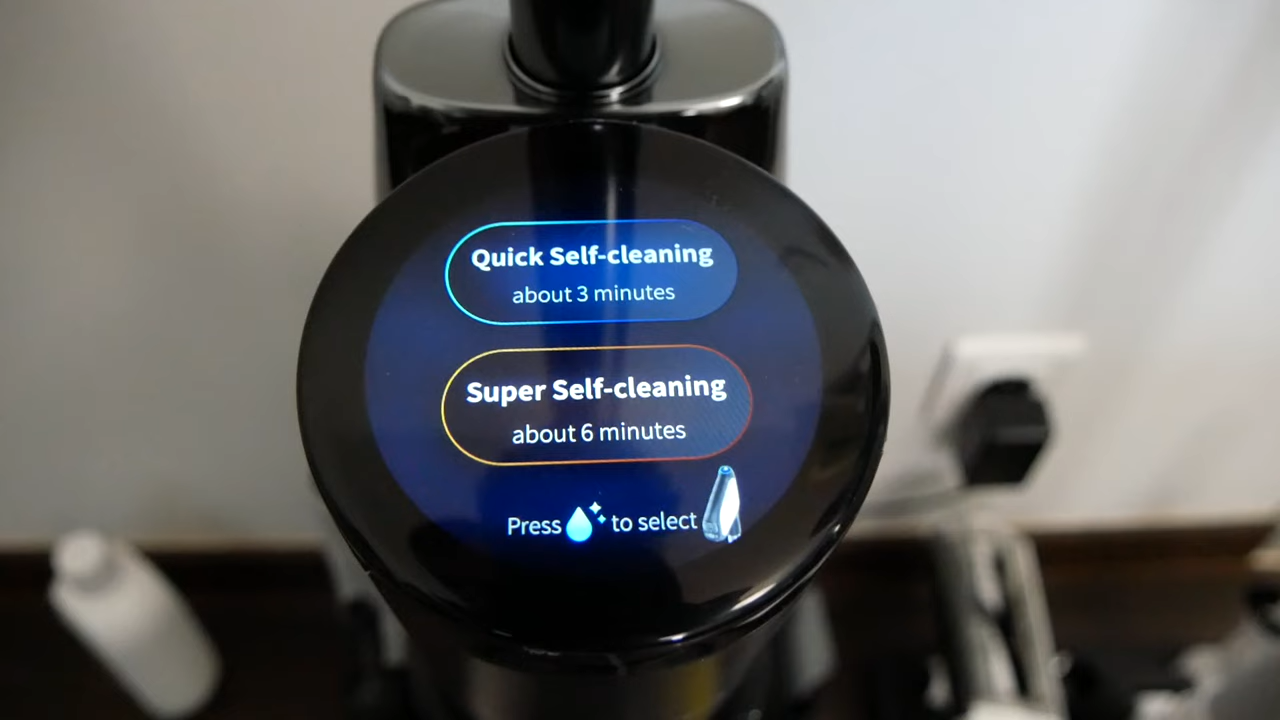 Quick Self-cleaning
about 3 minutes
Super Self-cleaning
about 6 minutes
Press to select